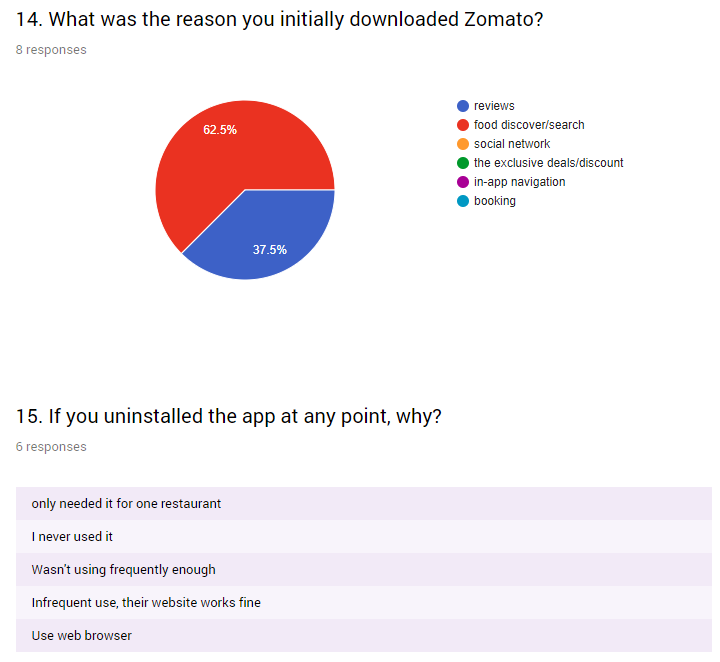 14. What was the reason you initially downloaded Zomato?
8 responses
62.5%
37.5%
reviews
food discover/search
social network
the exclusive deals/discount
in-app navigation
booking
15. If you uninstalled the app at any point, why?
6 responses
only needed it for one restaurant
I never used it
Wasn't using frequently enough
Infrequent use, their website works fine
Use web browser